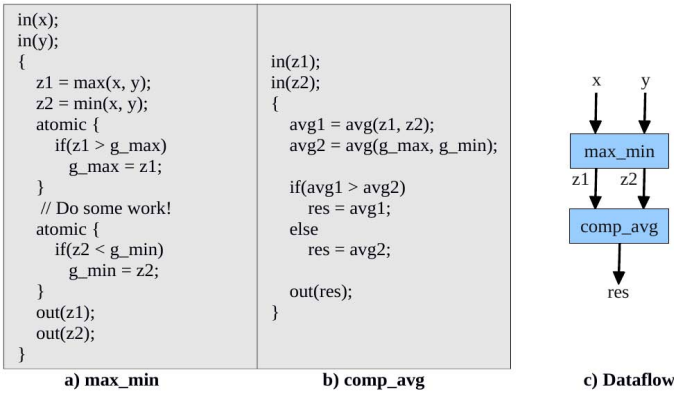 in(x);
in(y);
{
z1 = max(x, y);
z2 = min(x, y);
atomic {
if(z1 > g_max)
g_max = z1;
}
// Do some work!
atomic {
if(z2 < g_min)
g_min = z2;
}
out(z1);
out(z2);
}
a) max_min
in(z1);
in(z2);
{
avg1 = avg(z1, z2);
avg2 = avg(g_max, g_min);
if(avg1 > avg2)
res = avg1;
else
res = avg2;
out(res);
}
b) comp_avg
x y
max_min
z1 z2
comp_avg
res
c) Dataflow